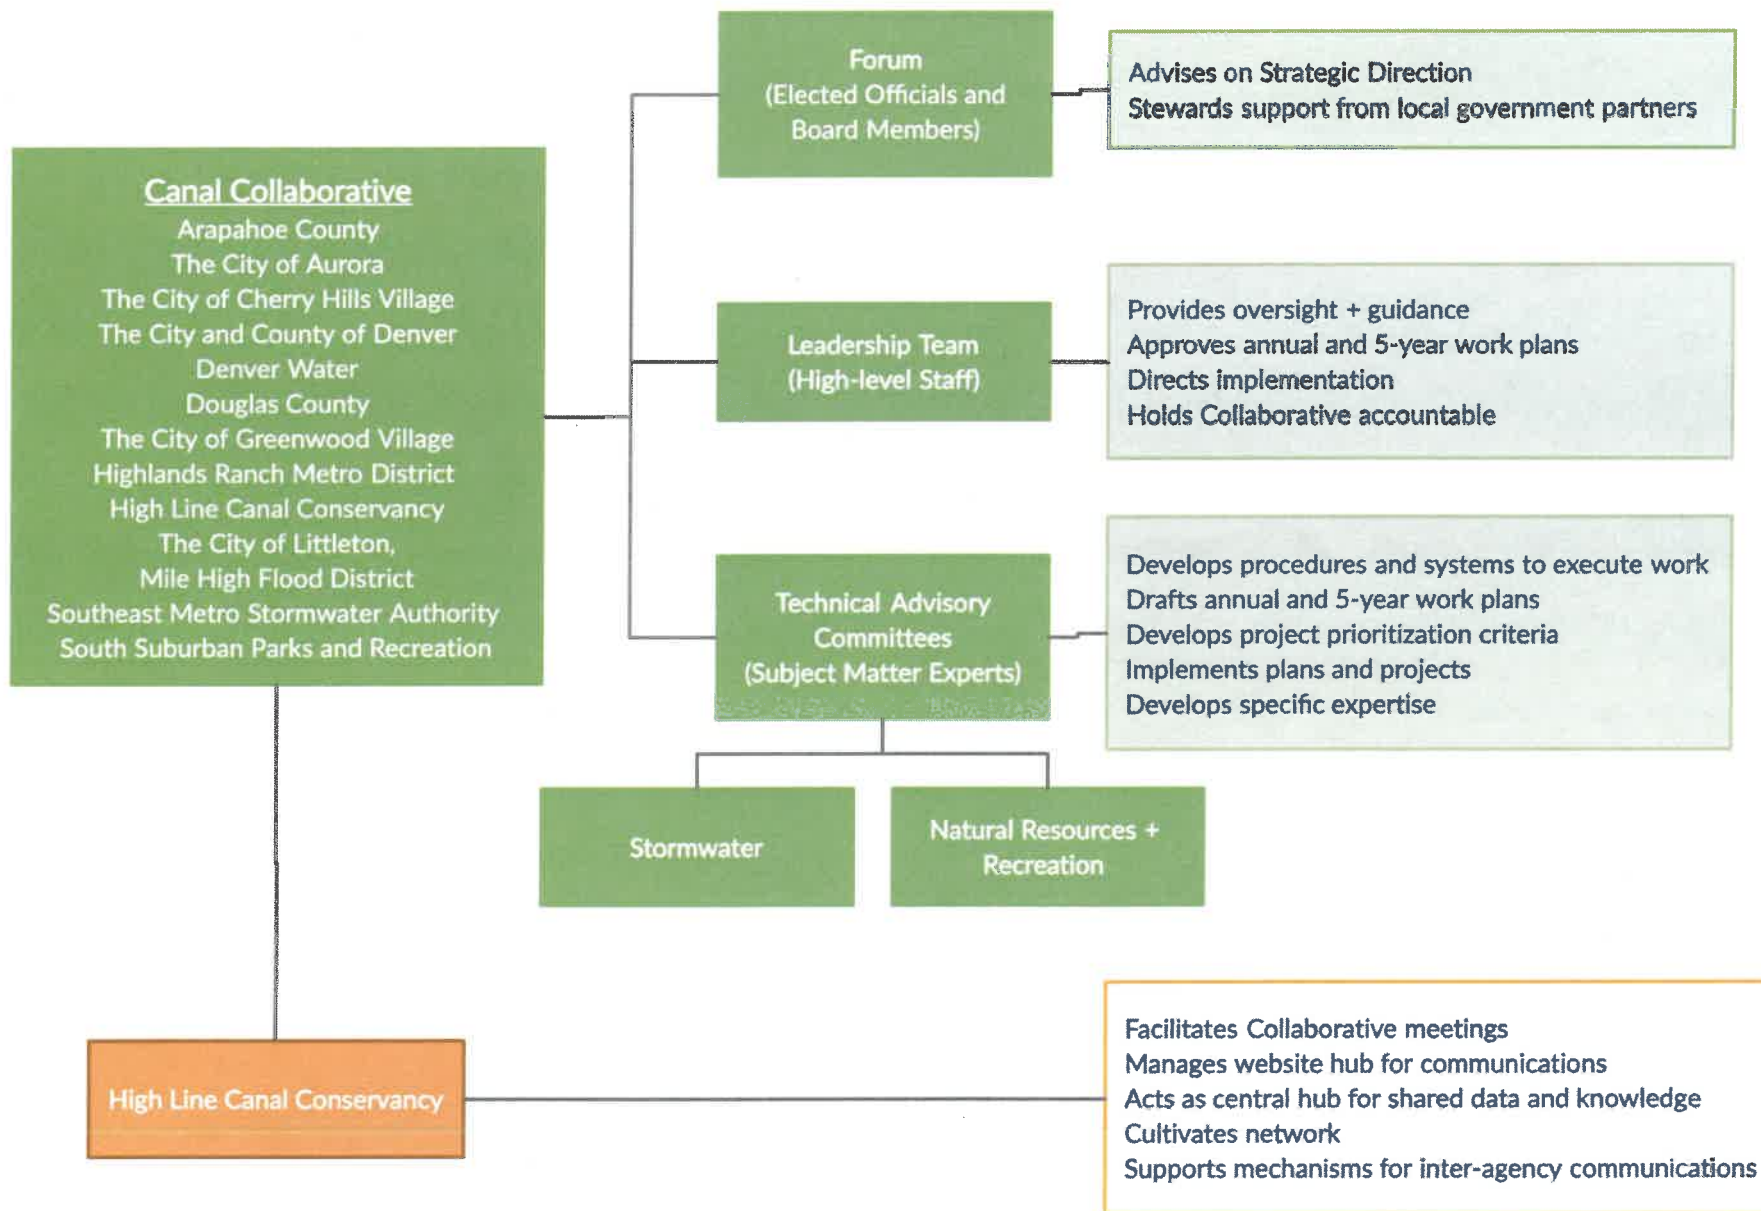 Canal Collaborative
Arapahoe County
The City of Aurora
The City of Cherry Hills Village
The City and County of Denver
Denver Water
Douglas County
The City of Greenwood Village
Highlands Ranch Metro District
High Line Canal Conservancy
The City of Littleton,
Mile High Flood District
Southeast Metro Stormwater Authority
South Suburban Parks and Recreation
Forum
(Elected Officials and
Board Members)
Advises on Strategic Direction
Stewards support from local government partners
Leadership Team
(High-level Staff)
Provides oversight + guidance
Approves annual and 5-year work plans
Directs implementation
Holds Collaborative accountable
Technical Advisory
Committees
(Subject Matter Experts)
Develops procedures and systems to execute work
Drafts annual and 5-year work plans
Develops project prioritization criteria
Implements plans and projects
Develops specific expertise
Stormwater
Natural Resources +
Recreation
High Line Canal Conservancy
Facilitates Collaborative meetings
Manages website hub for communications
Acts as central hub for shared data and knowledge
Cultivates network
Supports mechanisms for inter-agency communications